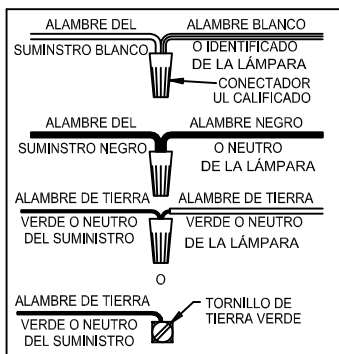 ALAMBRE DEL ALAMBRE BLANCO
SUMINSTRO BLANCO O IDENTIFICADO
DE LA LÁMPARA
CONECTADOR
UL CALIFICADO
ALAMBRE DEL ALAMBRE NEGRO
SUMINSTRO NEGRO O NEUTRO
DE LA LÁMPARA
ALAMBRE DE TIERRA ALAMBRE DE TIERRA
VERDE O NEUTRO VERDE O NEUTRO
DEL SUMINISTRO DE LA LÁMPARA
O
ALAMBRE DE TIERRA TORNILLO DE
TIERRA VERDE
VERDE O NEUTRO
DEL SUMINISTRO